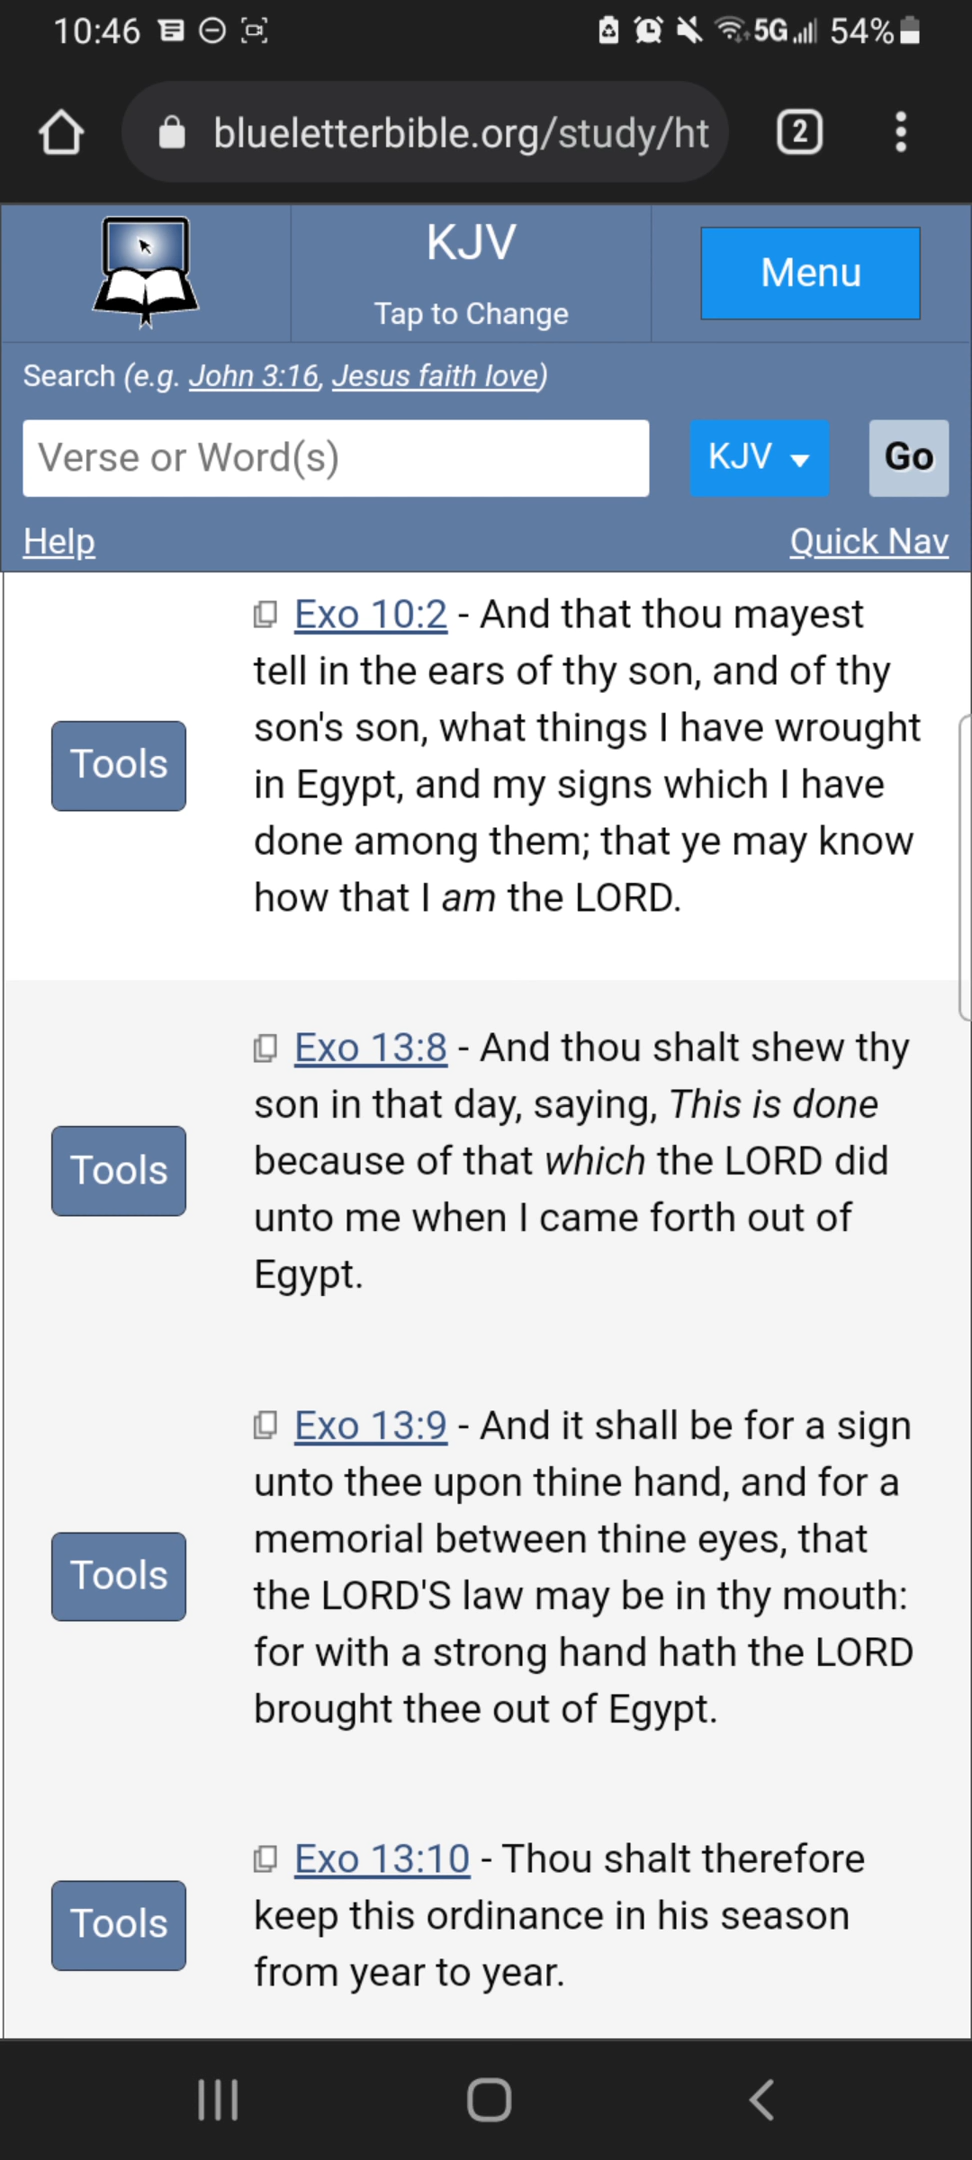 10:46 5G 54%
blueletterbible.org/study/ht 2
KJV
Tap to Change
Menu
Search (e.g. John 3:16, Jesus faith love)
Verse or Word(s) KJV Go
Help Quick Nav
Exo 10:2 - And that thou mayest
tell in the ears of thy son, and of thy
son's son, what things I have wrought
in Egypt, and my signs which I have
done among them; that ye may know
how that I am the LORD.
Tools
Exo 13:8 - And thou shalt shew thy
son in that day, saying, This is done
because of that which the LORD did
unto me when I came forth out of
Egypt.
Tools
Exo 13:9 - And it shall be for a sign
unto thee upon thine hand, and for a
memorial between thine eyes, that
the LORD'S law may be in thy mouth:
for with a strong hand hath the LORD
brought thee out of Egypt.
Tools
Exo 13:10 - Thou shalt therefore
keep this ordinance in his season
from year to year.
Tools